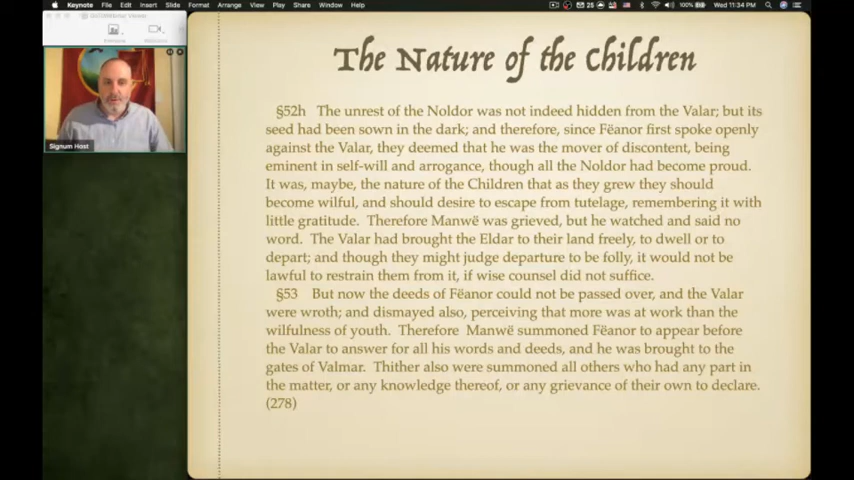 Keynote File Edit Insert Slide Format Arrange View Play Share Window Help 25 100% Wed 11:34 PM
Viewer
Signum Host
The Nature of the Children
§52h The unrest of the Noldor was not indeed hidden from the Valar; but its
seed had been sown in the dark; and therefore, since Fëanor first spoke openly
against the Valar, they deemed that he was the mover of discontent, being
eminent in self-will and arrogance, though all the Noldor had become proud.
It was, maybe, the nature of the Children that as they grew they should
become wilful, and should desire to escape from tutelage, remembering it with
little gratitude. Therefore Manwë was grieved, but he watched and said no
word. The Valar had brought the Eldar to their land freely, to dwell or to
depart; and though they might judge departure to be folly, it would not be
lawful to restrain them from it, if wise counsel did not suffice.
§53 But now the deeds of Fëanor could not be passed over, and the Valar
were wroth; and dismayed also, perceiving that more was at work than the
wilfulness of youth. Therefore Manwë summoned Fëanor to appear before
the Valar to answer for all his words and deeds, and he was brought to the
gates of Valmar. Thither also were summoned all others who had any part in
the matter, or any knowledge thereof, or any grievance of their own to declare.
(278)